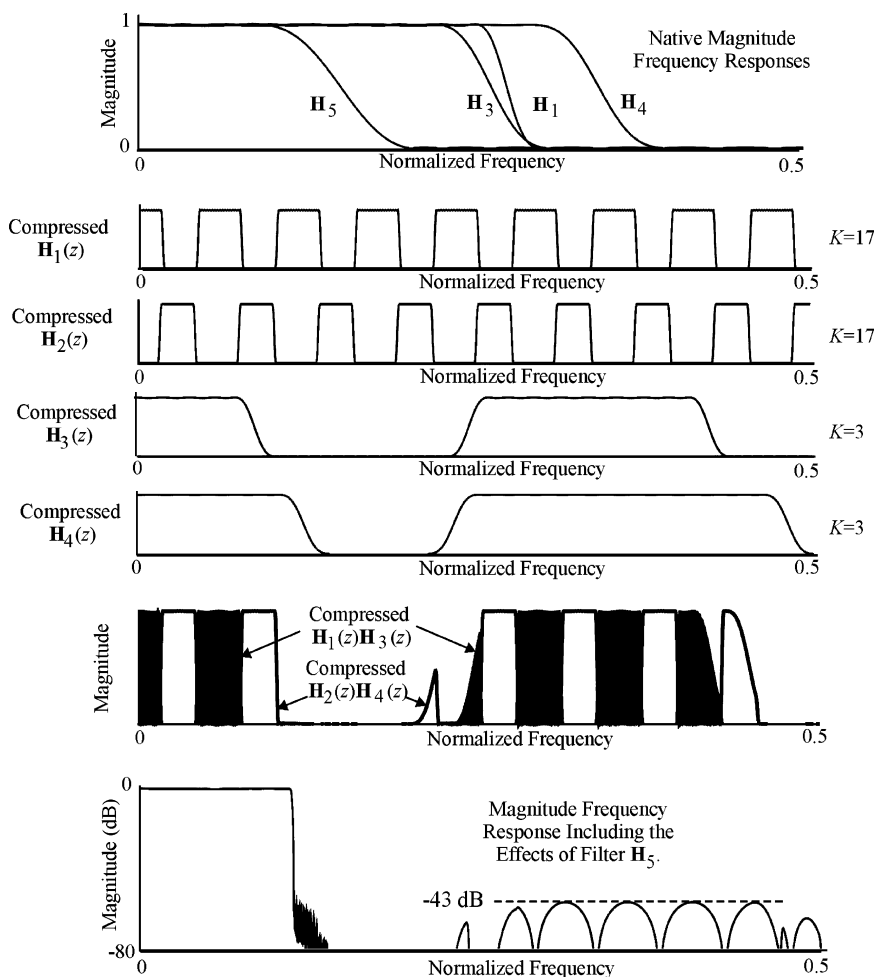 1
Magnitude
Native Magnitude
Frequency Responses
H5
H3
H1
H4
0
0
Normalized Frequency
0.5
Compressed
H1(z)
K=17
0
Normalized Frequency
0.5
Compressed
H2(z)
K=17
0
Normalized Frequency
0.5
Compressed
H3(z)
K=3
0
Normalized Frequency
0.5
Compressed
H4(z)
K=3
0
Normalized Frequency
0.5
Magnitude
Compressed
H1(z)H3(z)
Compressed
H2(z)H4(z)
0
Normalized Frequency
0.5
0
Magnitude (dB)
Magnitude Frequency
Response Including the
Effects of Filter H5.
-43 dB
-80
0
Normalized Frequency
0.5